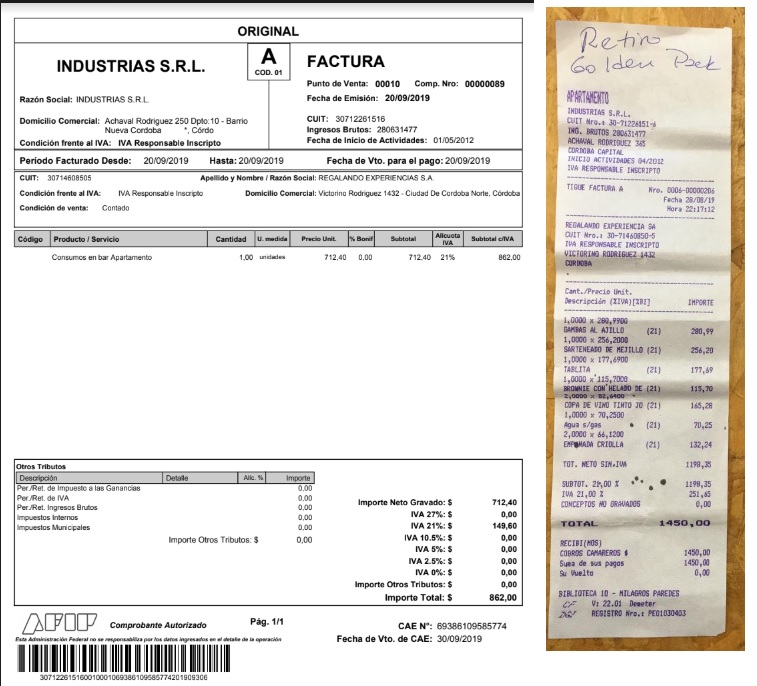 ORIGINAL
INDUSTRIAS S.R.L.
A
COD. 01
FACTURA
Punto de Venta: 00010 Comp. Nro: 00000089
Fecha de Emisión: 20/09/2019
Razón Social: INDUSTRIAS S.R.L.
Domicilio Comercial: Achaval Rodriguez 250 Dpto:10 - Barrio
Nueva Cordoba *, Córdo
Condición frente al IVA: IVA Responsable Inscripto
CUIT: 30712261516
Ingresos Brutos: 280631477
Fecha de Inicio de Actividades: 01/05/2012
Período Facturado Desde: 20/09/2019 Hasta: 20/09/2019 Fecha de Vto. para el pago: 20/09/2019
CUIT: 30714608505 Apellido y Nombre / Razón Social: REGALANDO EXPERIENCIAS S.A.
Condición frente al IVA: IVA Responsable Inscripto Domicilio Comercial: Victorino Rodriguez 1432 - Ciudad De Cordoba Norte, Córdoba
Condición de venta: Contado
Código Producto / Servicio Cantidad U. medida Precio Unit. % Bonif Subtotal Alicuota IVA Subtotal c/IVA
Consumos en bar Apartamento 1,00 unidades 712,40 0,00 712,40 21% 862,00
Otros Tributos
Descripción Detalle Alíc. % Importe
Per./Ret. de Impuesto a las Ganancias 0,00
Per./Ret. de IVA 0,00
Per./Ret. Ingresos Brutos 0,00
Impuestos Internos 0,00
Impuestos Municipales 0,00
Importe Otros Tributos: $ 0,00
Importe Neto Gravado: $ 712,40
IVA 27%: $ 0,00
IVA 21%: $ 149,60
IVA 10.5%: $ 0,00
IVA 5%: $ 0,00
IVA 2.5%: $ 0,00
IVA 0%: $ 0,00
Importe Otros Tributos: $ 0,00
Importe Total: $ 862,00
AFIP
Comprobante Autorizado
Pág. 1/1
Esta Administración Federal no se responsabiliza por los datos ingresados en el detalle de la operación
CAE N°: 69386109585774
Fecha de Vto. de CAE: 30/09/2019
3071226151600100010693861095857742019093​06
Retiro
Golden Pack
APARTAMENTO
INDUSTRIAS S.R.L.
CUIT Nro.: 30-71226151-6
ING. BRUTOS 280631477
ACHAVAL RODRIGUEZ 365
CORDOBA CAPITAL
INICIO ACTIVIDADES 04/2012
IVA RESPONSABLE INSCRIPTO
TIQUE FACTURA A Nro. 0006-00000206
Fecha 28/08/19
Hora 22:17:12
REGALANDO EXPERIENCIA SA
CUIT Nro.: 30-71460850-5
IVA RESPONSABLE INSCRIPTO
VICTORINO RODRIGUEZ 1432
CORDOBA
Cant./Precio Unit.
Descripción (%IVA)[%BI] IMPORTE
1,0000 x 280,9900
GAMBAS AL AJILLO (21) 280,99
1,0000 x 256,2000
SARTENEADO DE MEJILLO (21) 256,20
1,0000 x 177,6900
TABLITA (21) 177,69
1,0000 x 115,7000
BROWNIE CON HELADO DE (21) 115,70
2,0000 x 82,6400
COPA DE VINO TINTO JO (21) 165,28
1,0000 x 70,2500
Agua s/gas (21) 70,25
2,0000 x 66,1200
EMPANADA CRIOLLA (21) 132,24
TOT. NETO SIN IVA 1198,35
SUBTOT. 21,00 % 1198,35
IVA 21,00 % 251,65
CONCEPTOS NO GRAVADOS 0,00
TOTAL 1450,00
RECIBI(MOS)
COBROS CAMAREROS $ 1450,00
Suma de sus pagos 1450,00
Su Vuelto 0,00
BIBLIOTECA 10 - MILAGROS PAREDES
CF V: 22.01 Demeter
REGISTRO Nro.: PEO1030403